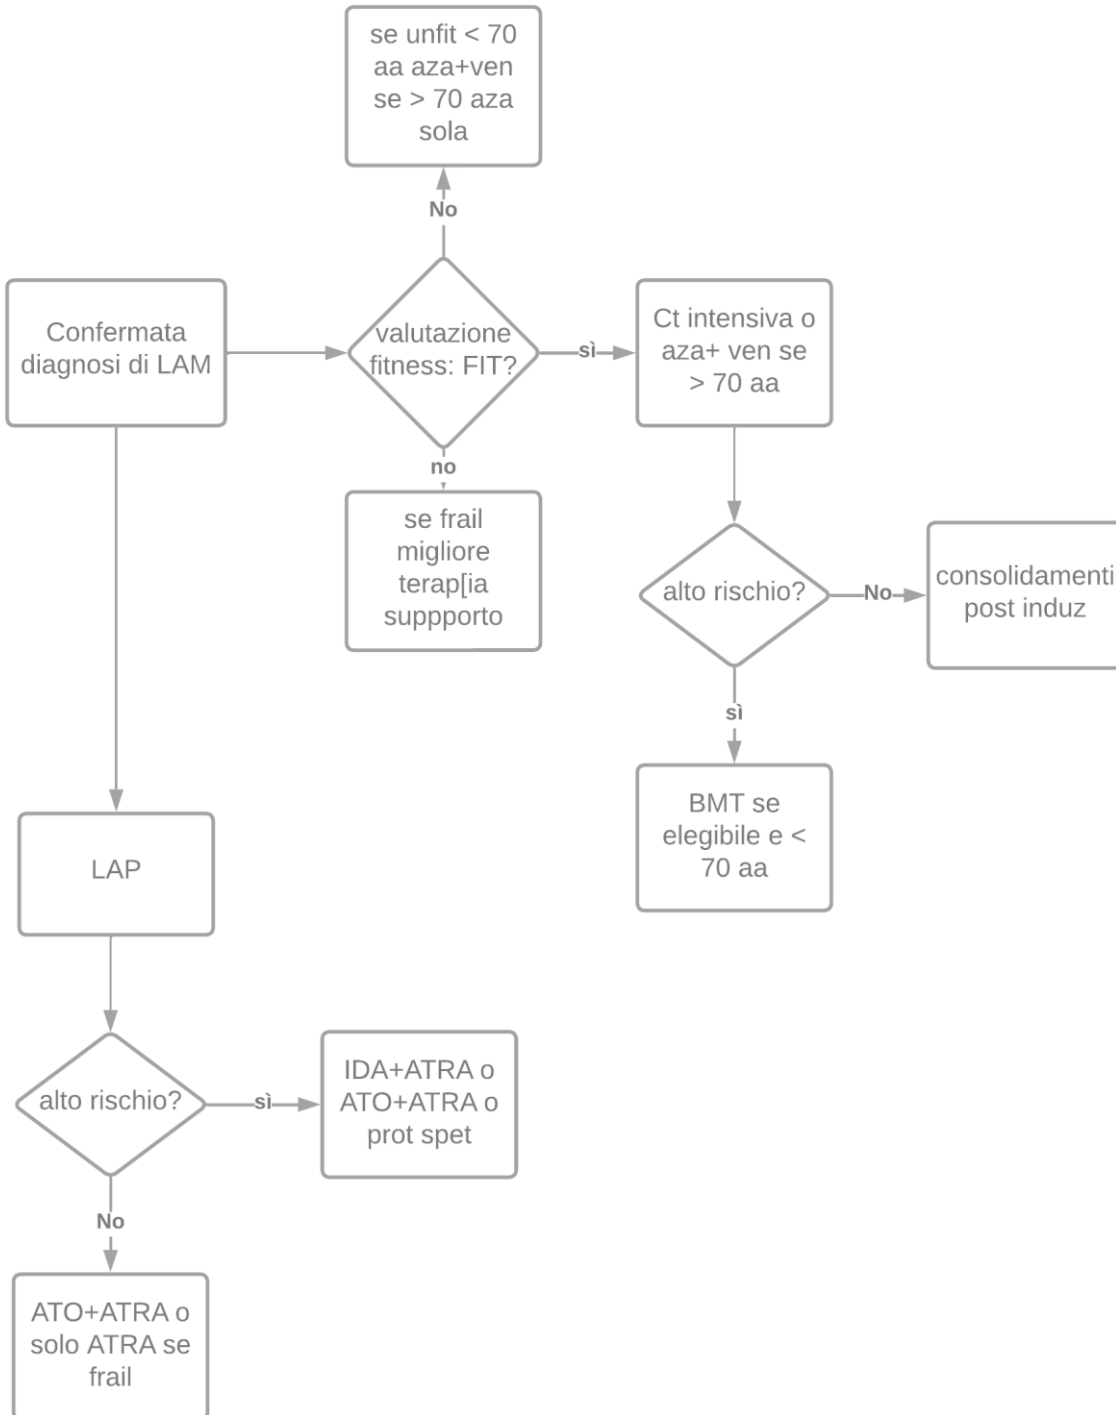 se unfit < 70
aa aza+ven
se > 70 aza
sola
No
Confermata
diagnosi di LAM
valutazione
fitness: FIT?
sì
Ct intensiva o
aza+ ven se
> 70 aa
no
se frail
migliore
terap[ia
suppporto
alto rischio?
No
consolidamenti
post induz
sì
BMT se
elegibile e <
70 aa
LAP
alto rischio?
sì
IDA+ATRA o
ATO+ATRA o
prot spet
No
ATO+ATRA o
solo ATRA se
frail